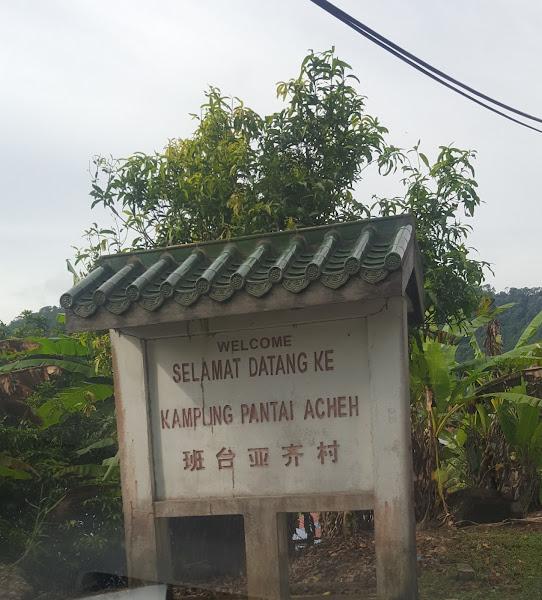 WELCOME
SELAMAT DATANG KE
KAMPUNG PANTAI ACHEH
班台亚齐村